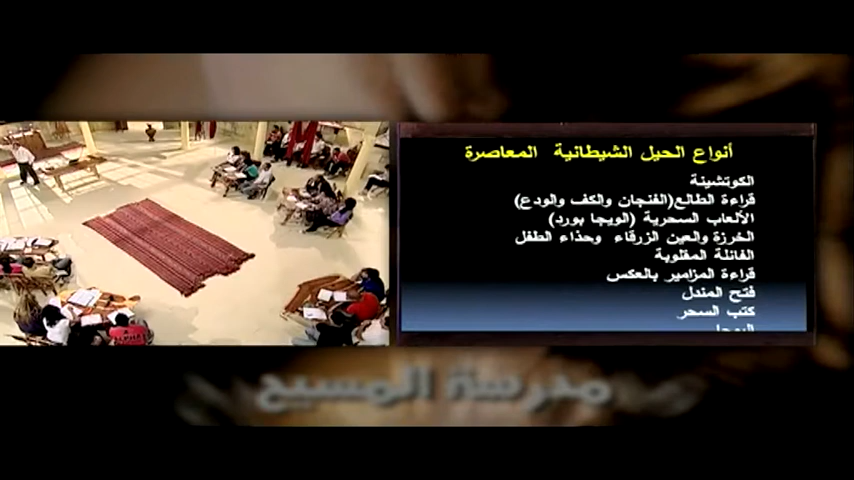 أنواع الحيل الشيطانية المعاصرة
الكوتشينة
قراءة الطالع(الفنجان والكف والودع)
الألعاب السحرية (الويجا بورد)
الخرزة والعين الزرقاء وحذاء الطفل
الفانلة المقلوبة
قراءة المزامير بالعكس
فتح المندل
كتب السحر
مدرسة المسيح